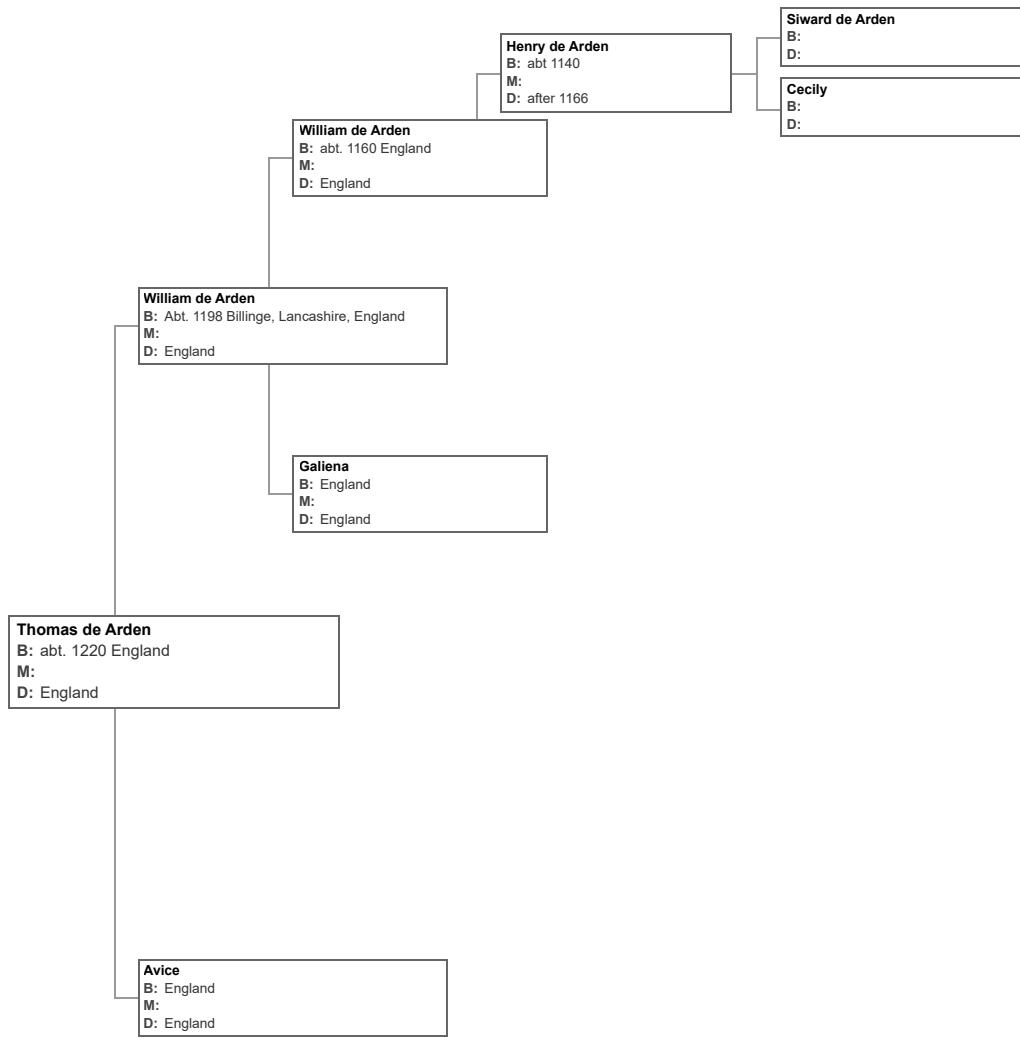 Siward de Arden
B:
D:
Henry de Arden
B: abt 1140
M:
D: after 1166
Cecily
B:
D:
William de Arden
B: abt. 1160 England
M:
D: England
William de Arden
B: Abt. 1198 Billinge, Lancashire, England
M:
D: England
Galiena
B: England
M:
D: England
Thomas de Arden
B: abt. 1220 England
M:
D: England
Avice
B: England
M:
D: England